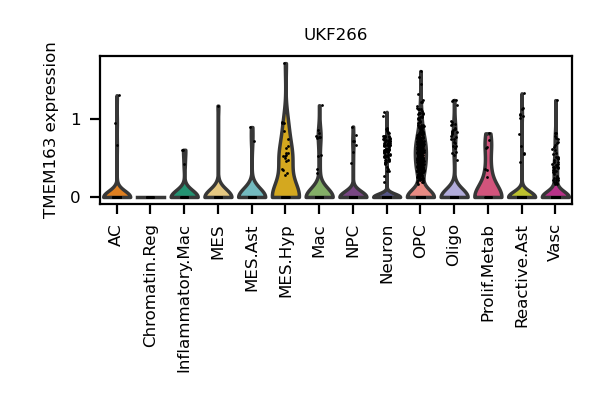 UKF266
TMEM163 expression
1
0
AC
Chromatin.Reg
Inflammatory.Mac
MES
MES.Ast
MES.Hyp
Mac
NPC
Neuron
OPC
Oligo
Prolif.Metab
Reactive.Ast
Vasc